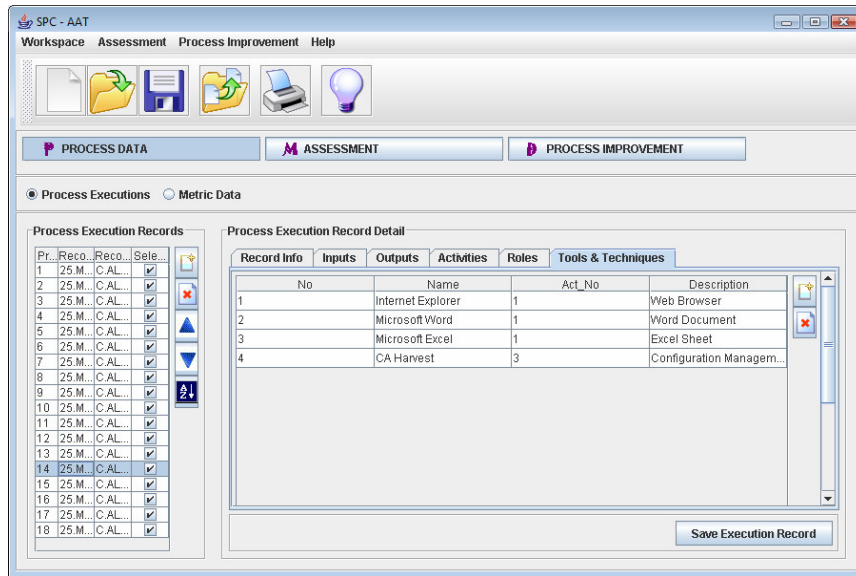 SPC - AAT
Workspace Assessment Process Improvement Help
P PROCESS DATA M ASSESSMENT PROCESS IMPROVEMENT
Process Executions Metric Data
Process Execution Records
Pr... Reco... Reco... Sele...
1 25.M... C.AL...
2 25.M... C.AL...
3 25.M... C.AL...
4 25.M... C.AL...
5 25.M... C.AL...
6 25.M... C.AL...
7 25.M... C.AL...
8 25.M... C.AL...
9 25.M... C.AL...
10 25.M... C.AL...
11 25.M... C.AL...
12 25.M... C.AL...
13 25.M... C.AL...
14 25.M... C.AL...
15 25.M... C.AL...
16 25.M... C.AL...
17 25.M... C.AL...
18 25.M... C.AL...
A
Z
Process Execution Record Detail
Record Info Inputs Outputs Activities Roles Tools & Techniques
No Name Act_No Description
1 Internet Explorer 1 Web Browser
2 Microsoft Word 1 Word Document
3 Microsoft Excel 1 Excel Sheet
4 CA Harvest 3 Configuration Managem...
Save Execution Record